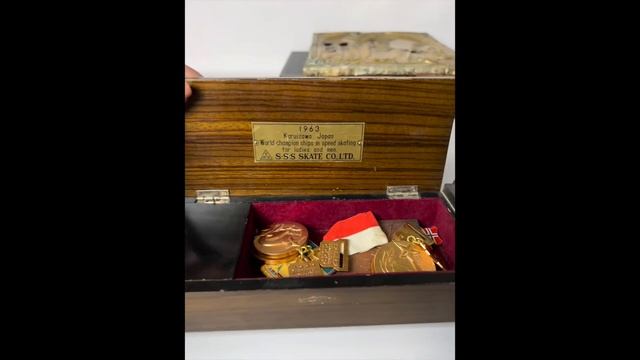 1963
Karuizawa Japan
World champion ships in speed skating
for ladies and men
S·S·S SKATE CO.,LTD.